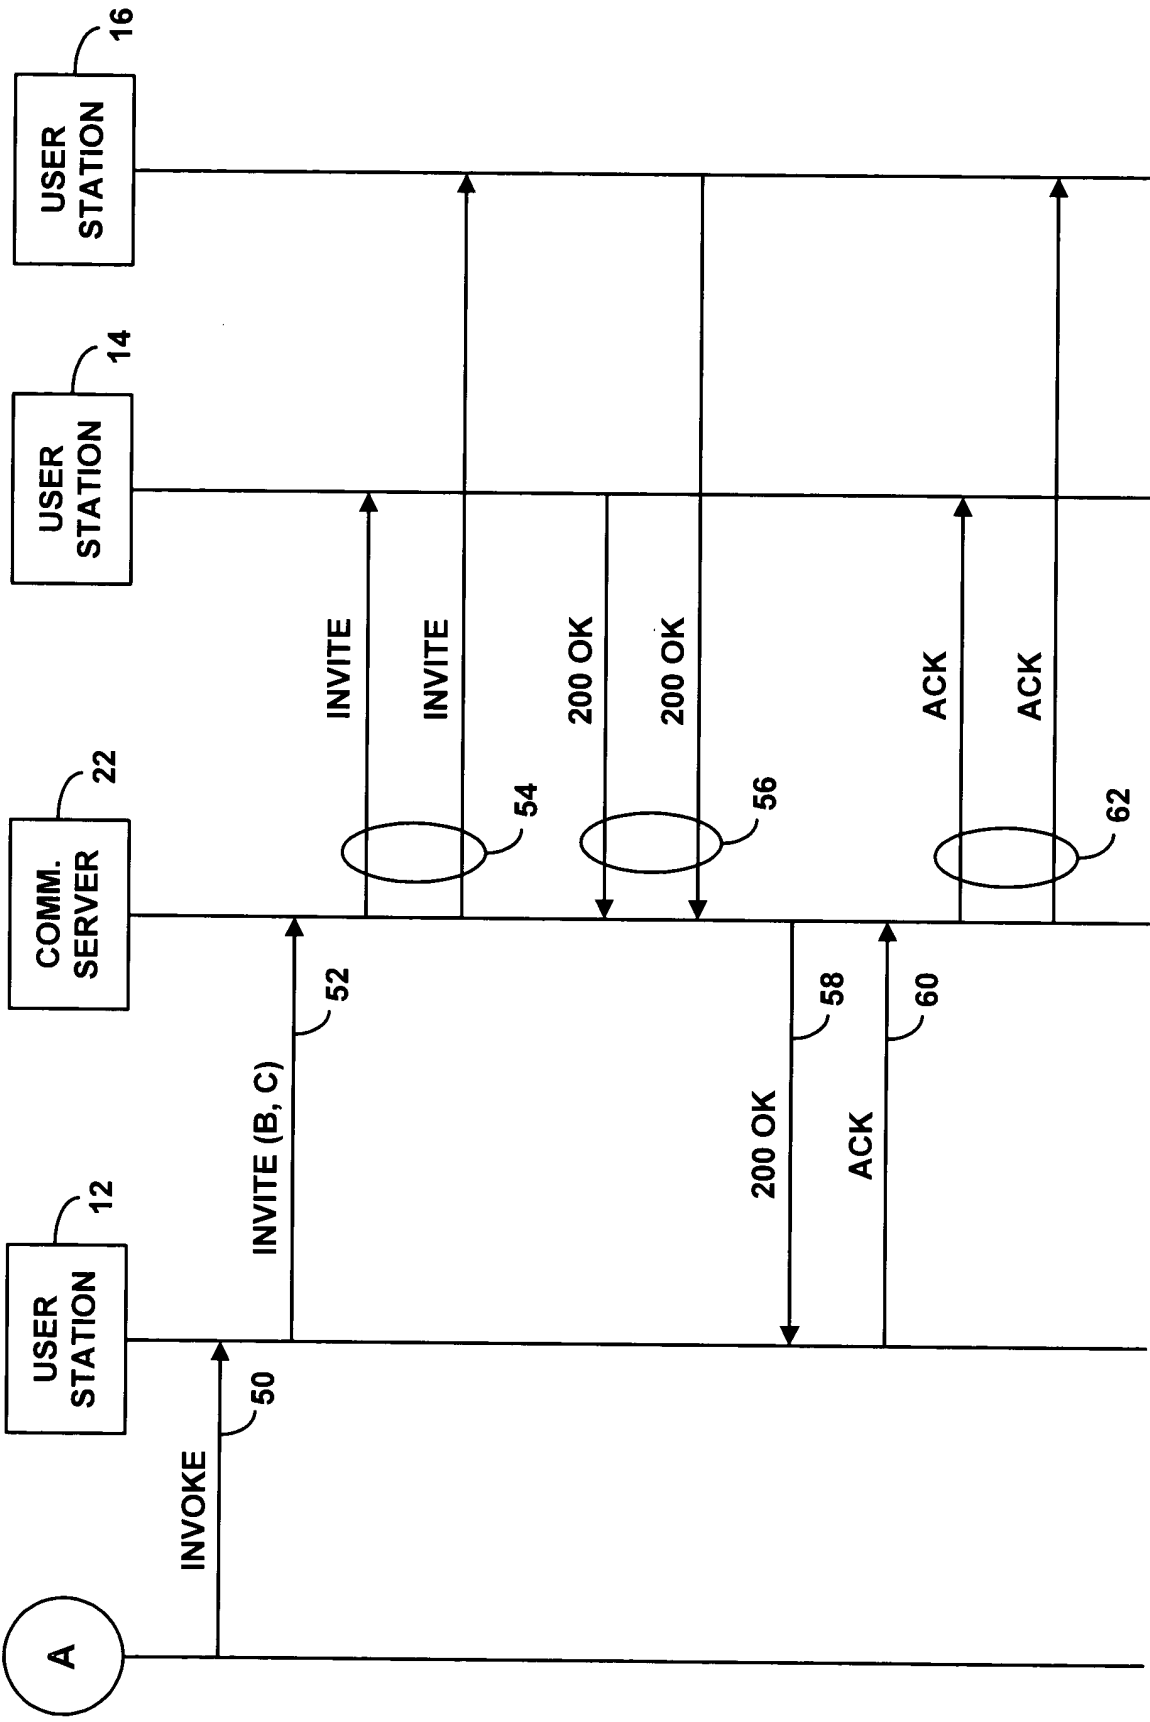 A
USER
STATION
12
COMM.
SERVER
22
USER
STATION
14
USER
STATION
16
INVOKE
50
INVITE (B, C)
52
INVITE
INVITE
54
200 OK
200 OK
56
200 OK
58
ACK
60
ACK
ACK
62